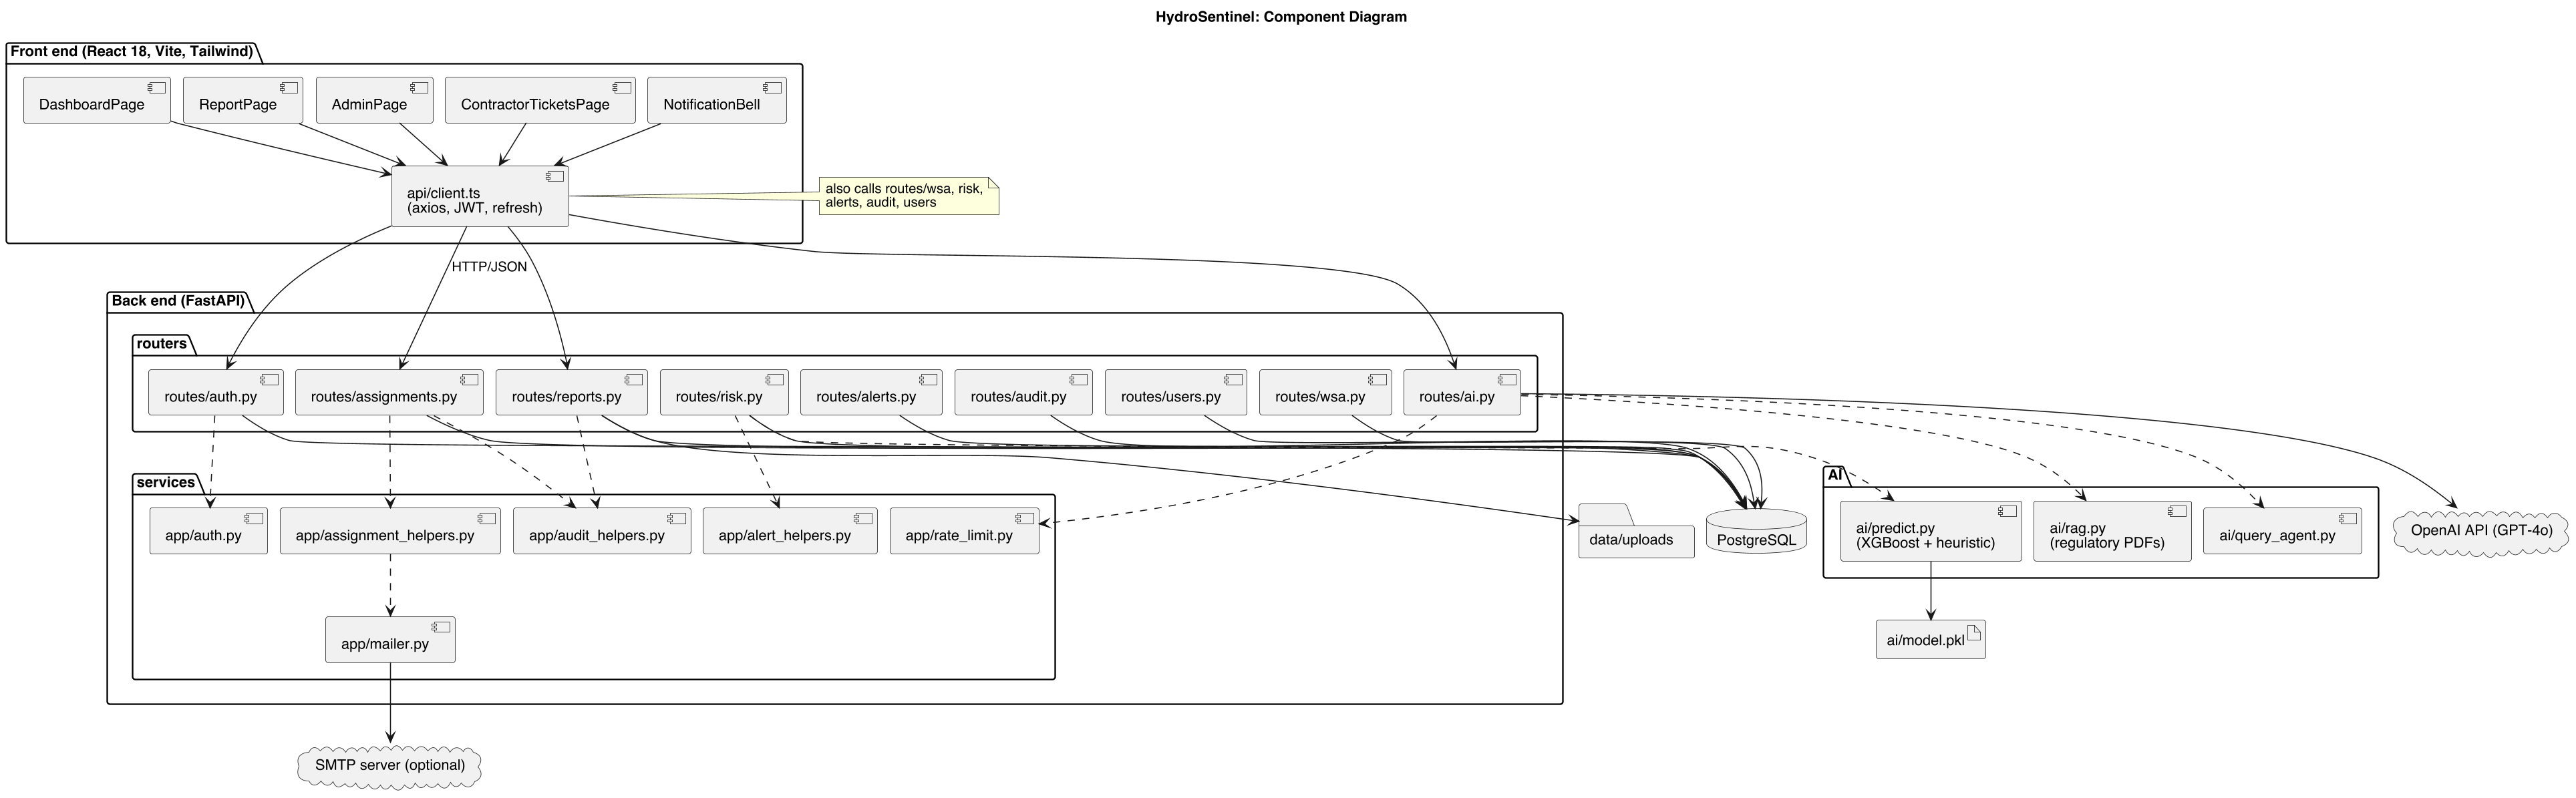 HydroSentinel: Component Diagram
Front end (React 18, Vite, Tailwind)
DashboardPage
ReportPage
AdminPage
ContractorTicketsPage
NotificationBell
api/client.ts
(axios, JWT, refresh)
also calls routes/wsa, risk,
alerts, audit, users
HTTP/JSON
Back end (FastAPI)
routers
routes/auth.py
routes/assignments.py
routes/reports.py
routes/risk.py
routes/alerts.py
routes/audit.py
routes/users.py
routes/wsa.py
routes/ai.py
services
app/auth.py
app/assignment_helpers.py
app/audit_helpers.py
app/alert_helpers.py
app/rate_limit.py
data/uploads
PostgreSQL
AI
ai/predict.py
(XGBoost + heuristic)
ai/rag.py
(regulatory PDFs)
ai/query_agent.py
OpenAI API (GPT-4o)
app/mailer.py
ai/model.pkl
SMTP server (optional)